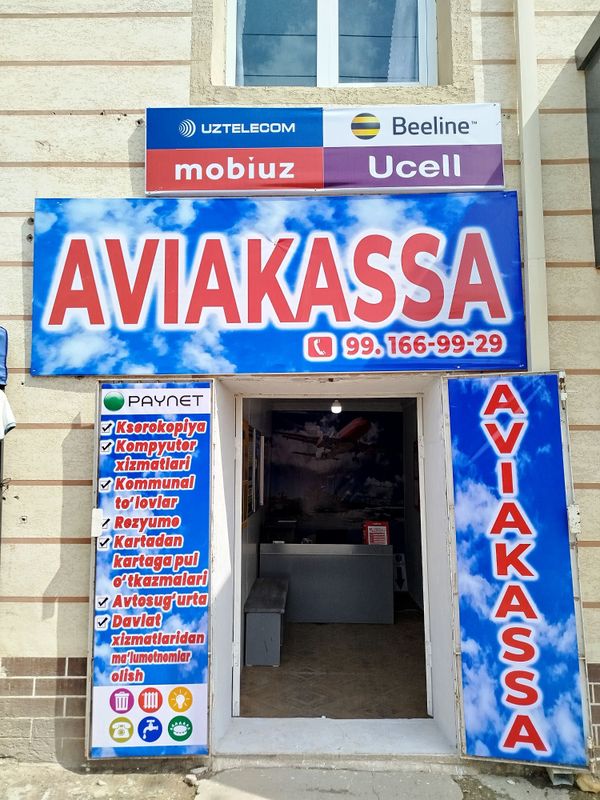 UZTELECOM
Beeline™
mobiuz
Ucell
AVIAKASSA
99. 166-99-29
PAYNET
Kserokopiya
Kompyuter
xizmatlari
Kommunal
to'lovlar
Rezyume
Kartadan
kartaga pul
o'tkazmalari
Avtosug'urta
Davlat
xizmatlaridan
ma'lumotnomlar
olish
AVIAKASSA